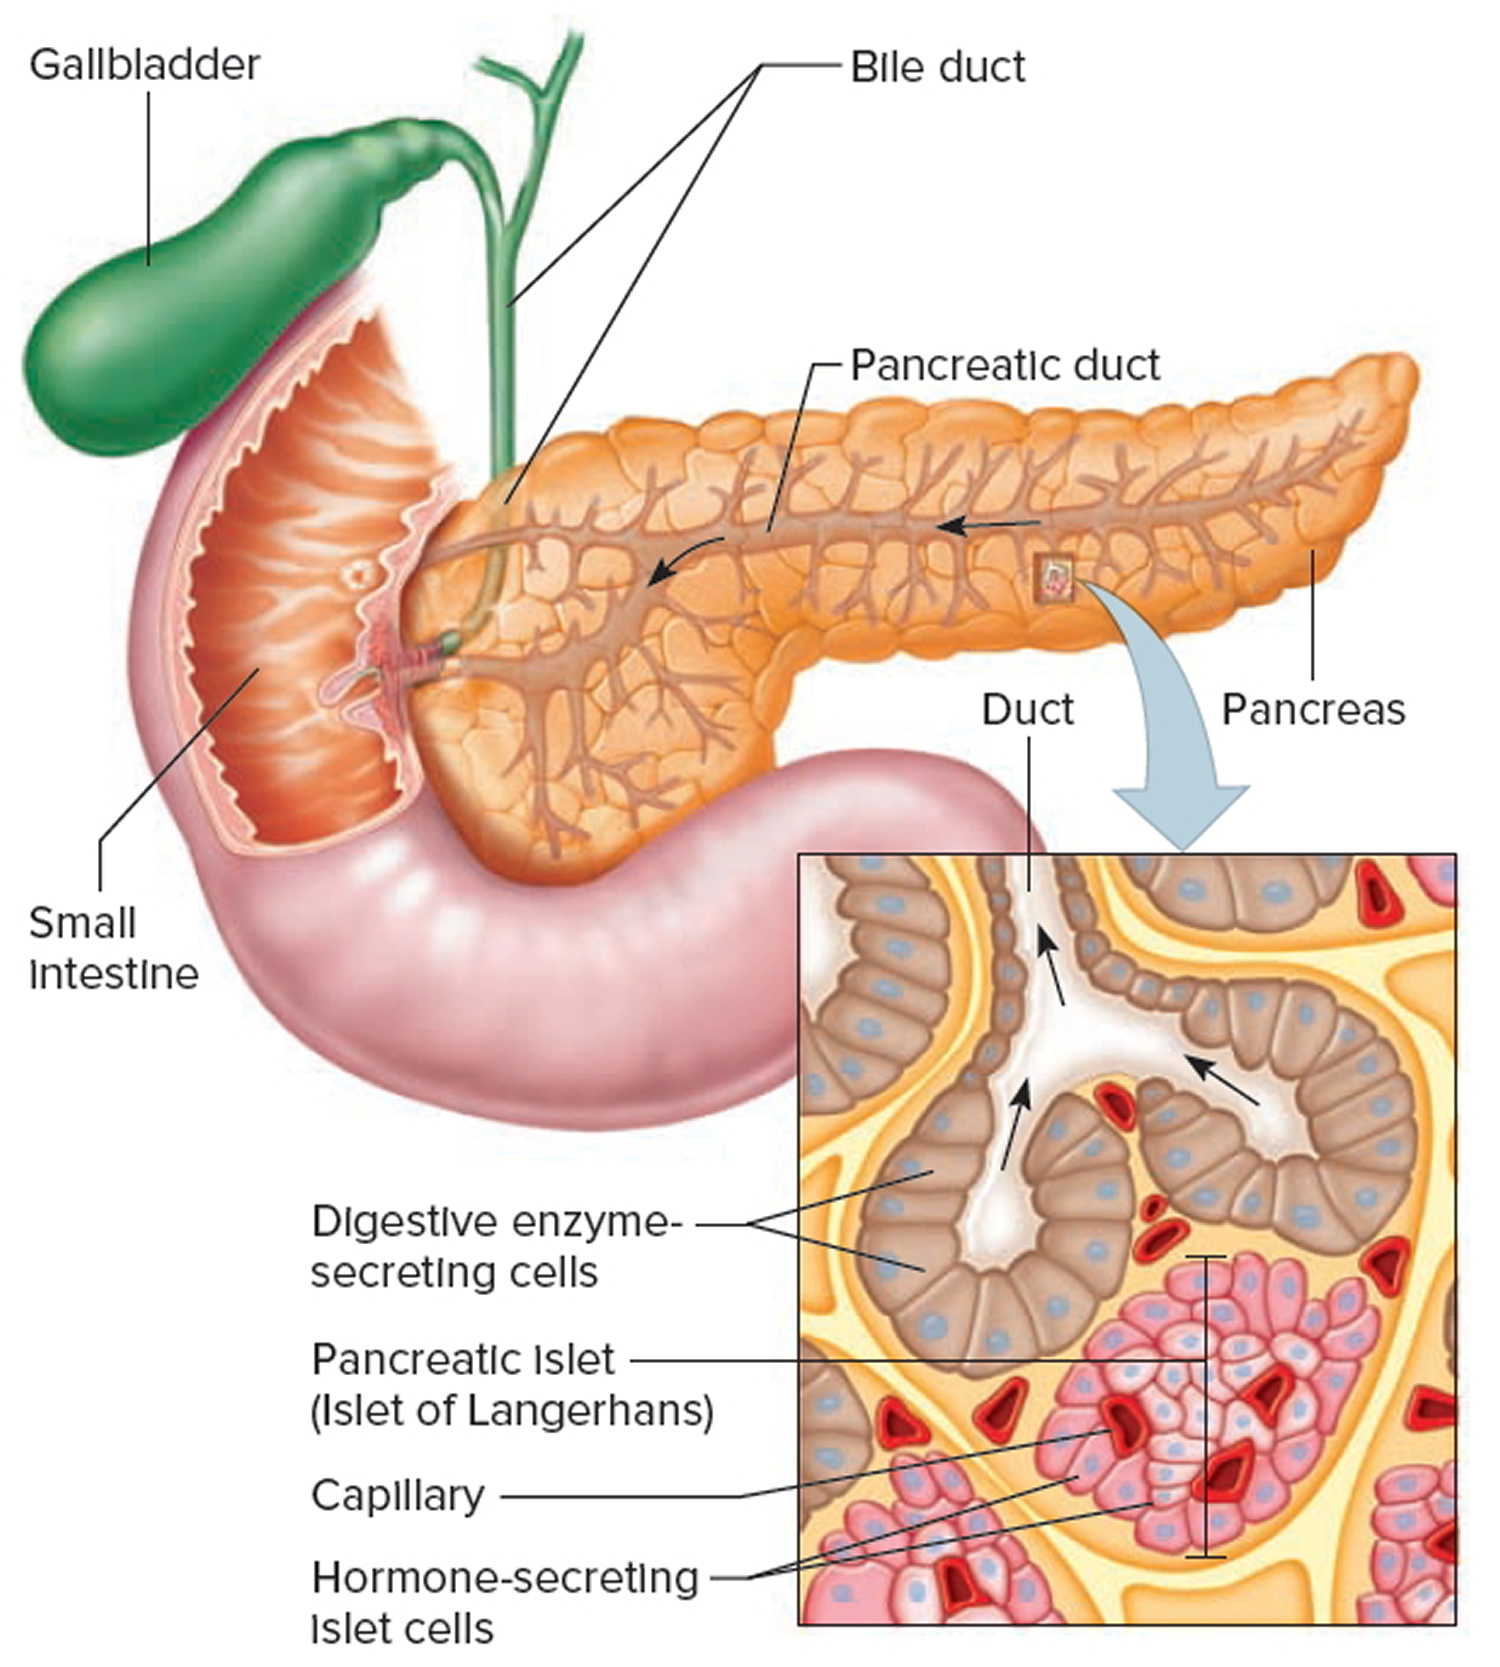 Gallbladder
Bile duct
Pancreatic duct
Duct
Pancreas
Small
intestine
Digestive enzyme-
secreting cells
Pancreatic islet
(Islet of Langerhans)
Capillary
Hormone-secreting
islet cells